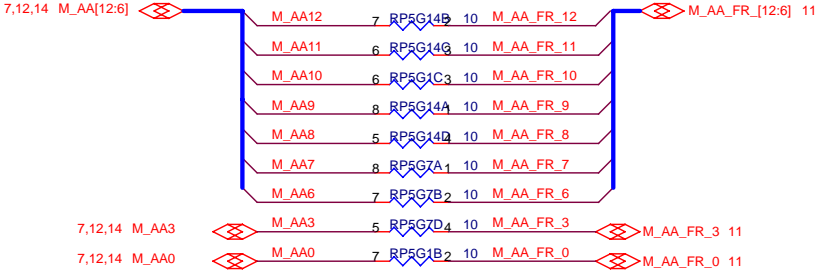 7,12,14 M_AA[12:6] M_AA12 7 RP5G14B 2 10 M_AA_FR_12 M_AA_FR_[12:6] 11
M_AA11 6 RP5G14C 3 10 M_AA_FR_11
M_AA10 6 RP5G1C 3 10 M_AA_FR_10
M_AA9 8 RP5G14A 1 10 M_AA_FR_9
M_AA8 5 RP5G14D 4 10 M_AA_FR_8
M_AA7 8 RP5G7A 1 10 M_AA_FR_7
M_AA6 7 RP5G7B 2 10 M_AA_FR_6
7,12,14 M_AA3 M_AA3 5 RP5G7D 4 10 M_AA_FR_3 M_AA_FR_3 11
7,12,14 M_AA0 M_AA0 7 RP5G1B 2 10 M_AA_FR_0 M_AA_FR_0 11